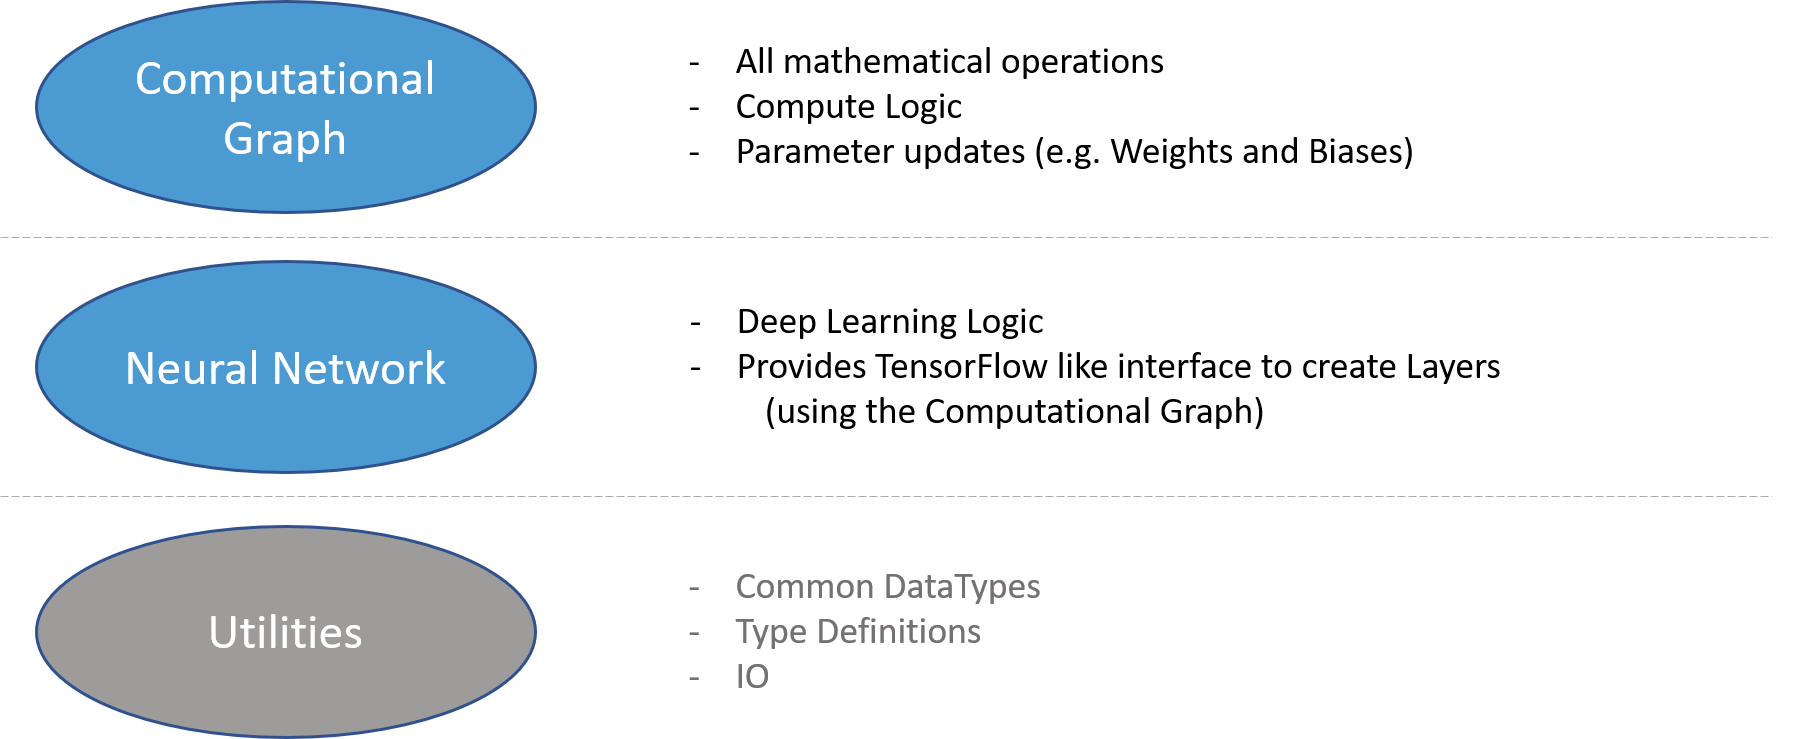 Computational
Graph
- All mathematical operations
- Compute Logic
- Parameter updates (e.g. Weights and Biases)
Neural Network
- Deep Learning Logic
- Provides TensorFlow like interface to create Layers
(using the Computational Graph)
Utilities
- Common DataTypes
- Type Definitions
- IO